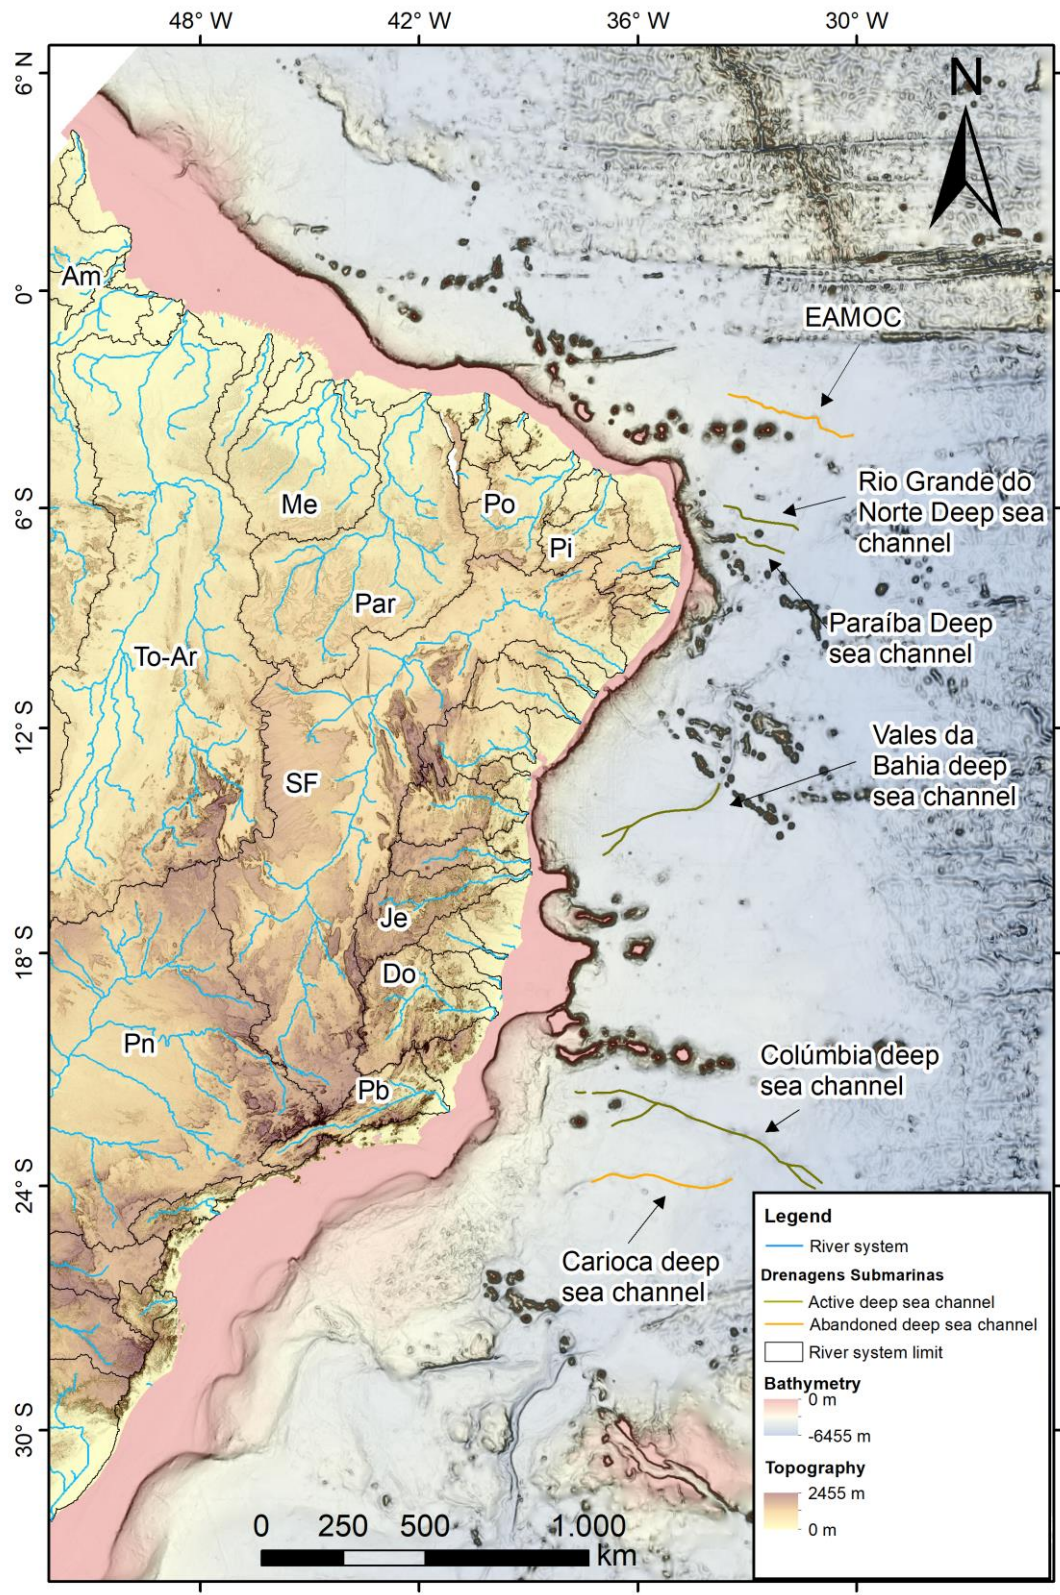 48° W
42° W
36° W
30° W
6° N
N
Am
0°
EAMOC
Me
Po
6° S
Rio Grande do
Norte Deep sea
channel
Pi
Par
Paraíba Deep
sea channel
To-Ar
12° S
Vales da
Bahia deep
sea channel
SF
Je
18° S
Do
Pn
Pb
Colúmbia deep
sea channel
24° S
Carioca deep
sea channel
Legend
River system
Drenagens Submarinas
Active deep sea channel
Abandoned deep sea channel
River system limit
Bathymetry
0 m
-6455 m
Topography
2455 m
0 m
30° S
0 250 500 1.000
km
48° W
42° W
36° W
30° W